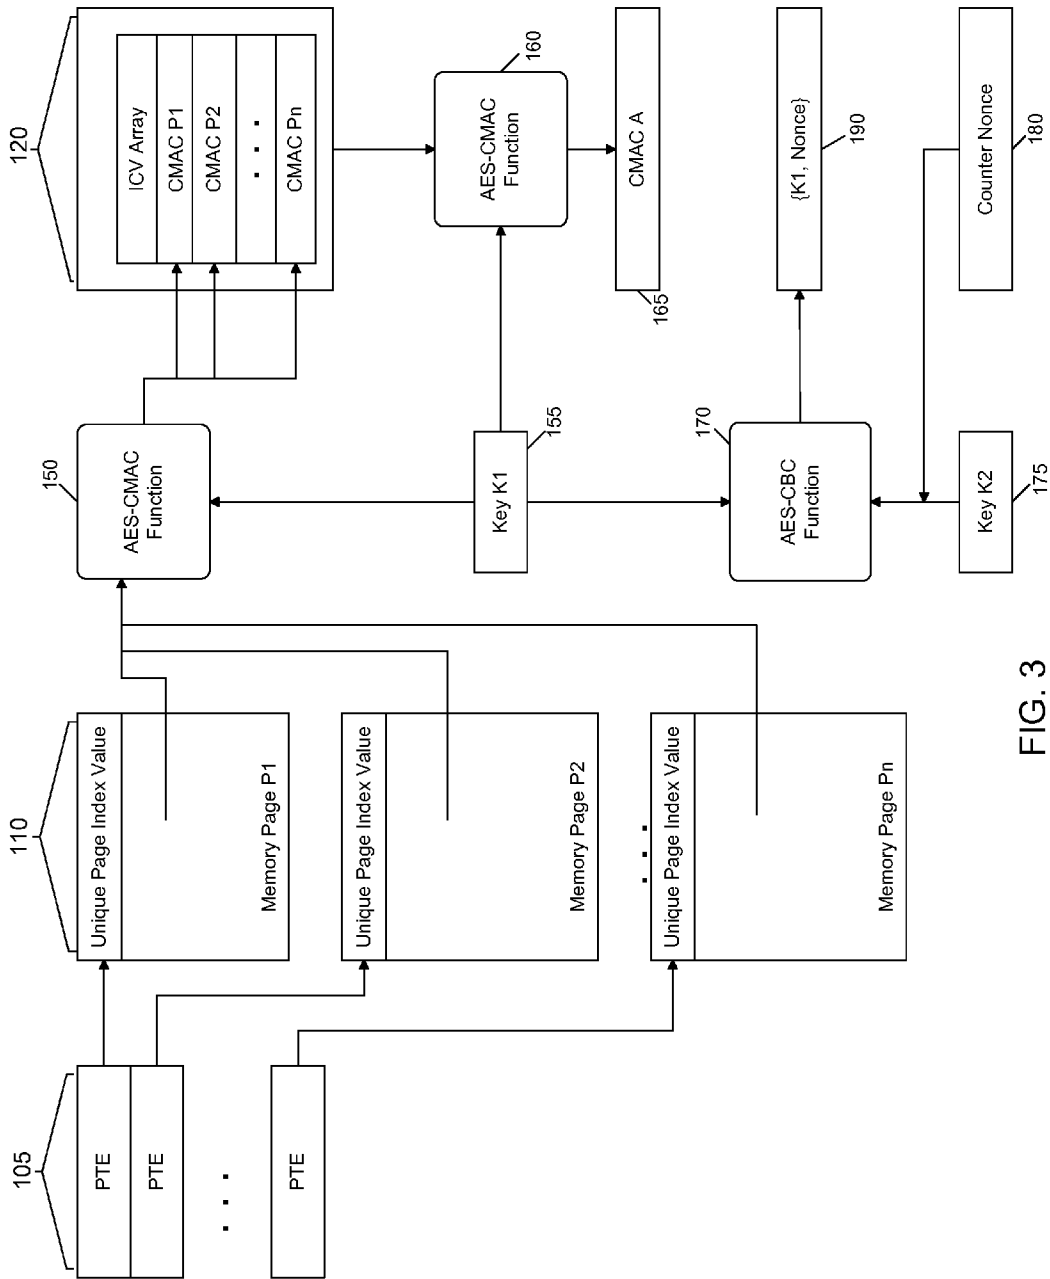 105
PTE
PTE
. . .
PTE
110
Unique Page Index Value
Memory Page P1
Unique Page Index Value
Memory Page P2
. . .
Unique Page Index Value
Memory Page Pn
150
AES-CMAC
Function
120
ICV Array
CMAC P1
CMAC P2
. . .
CMAC Pn
Key K1
155
AES-CMAC
Function
160
CMAC A
165
170
AES-CBC
Function
{K1, Nonce}
190
Key K2
175
Counter Nonce
180
FIG. 3